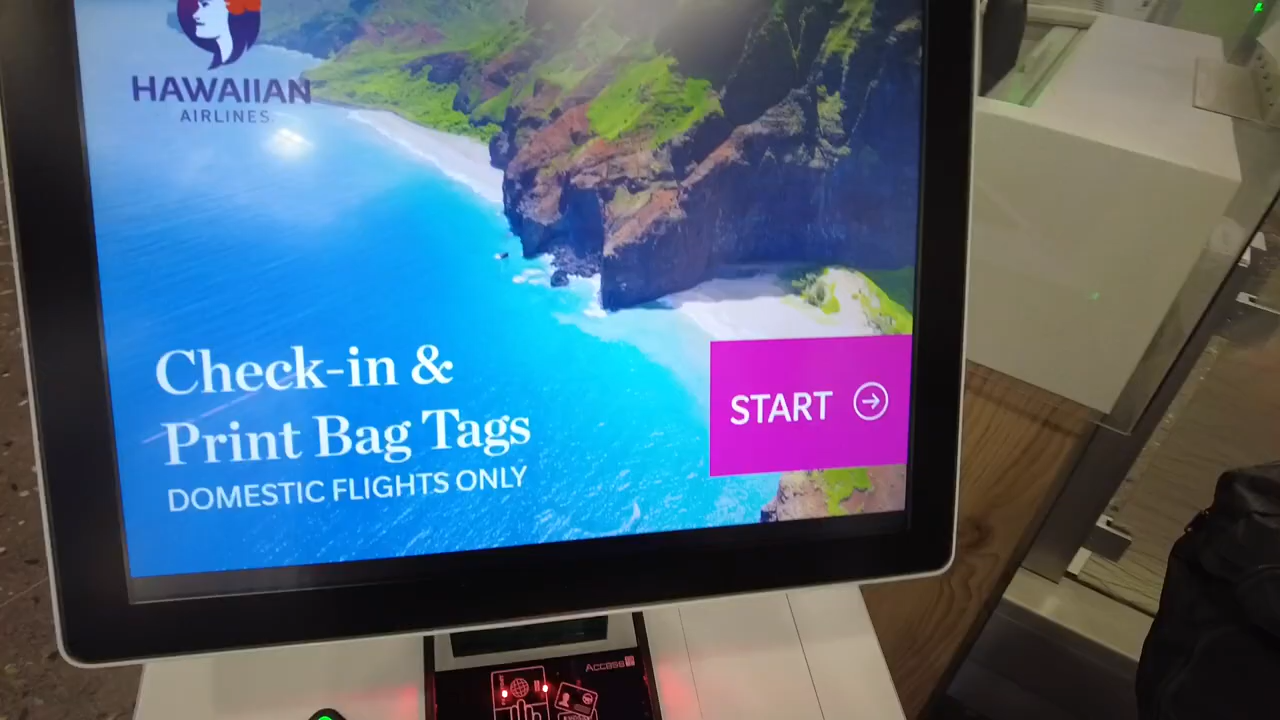 HAWAIIAN
AIRLINES
Check-in &
Print Bag Tags
DOMESTIC FLIGHTS ONLY
START
ACCESS